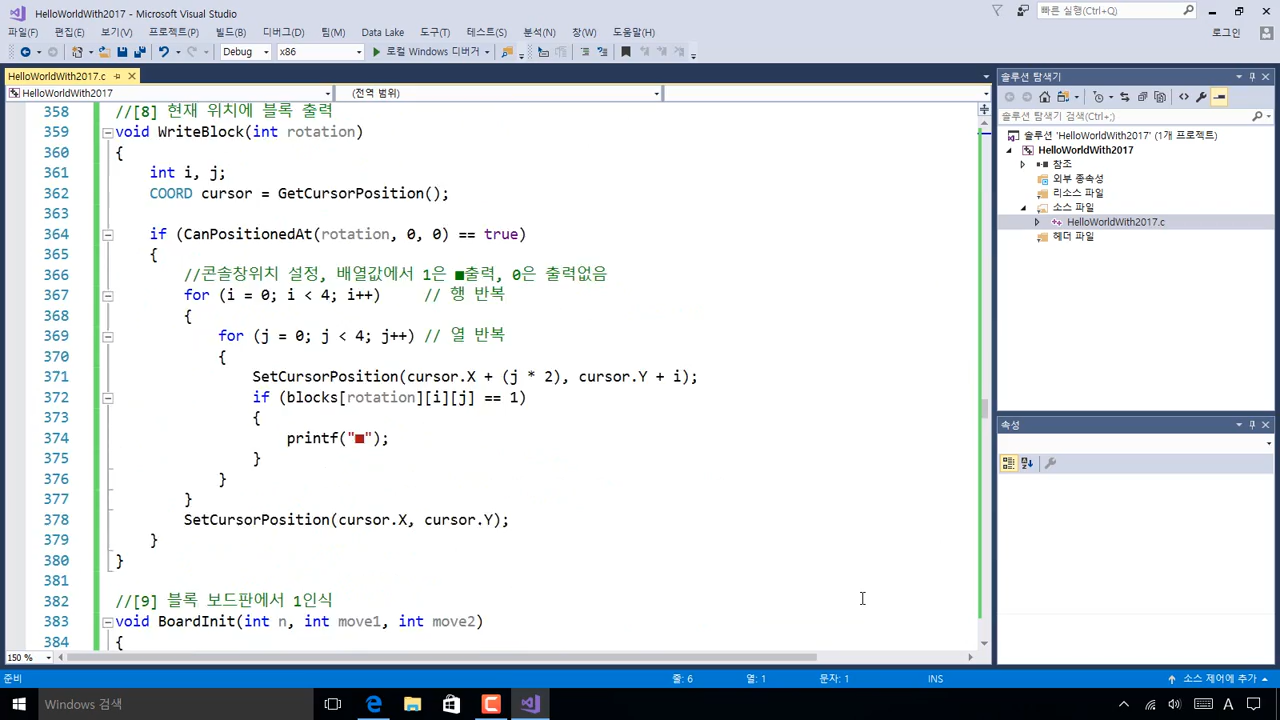 HelloWorldWith2017 - Microsoft Visual Studio
빠른 실행(Ctrl+Q)
파일(F) 편집(E) 보기(V) 프로젝트(P) 빌드(B) 디버그(D) 팀(M) Data Lake 도구(T) 테스트(S) 분석(N) 창(W) 도움말(H)
로그인
Debug x86 로컬 Windows 디버거
HelloWorldWith2017.c
HelloWorldWith2017 (전역 범위)
358 //[8] 현재 위치에 블록 출력
359 void WriteBlock(int rotation)
360 {
361 int i, j;
362 COORD cursor = GetCursorPosition();
363
364 if (CanPositionedAt(rotation, 0, 0) == true)
365 {
366 //콘솔창위치 설정, 배열값에서 1은 ■출력, 0은 출력없음
367 for (i = 0; i < 4; i++) // 행 반복
368 {
369 for (j = 0; j < 4; j++) // 열 반복
370 {
371 SetCursorPosition(cursor.X + (j * 2), cursor.Y + i);
372 if (blocks[rotation][i][j] == 1)
373 {
374 printf("■");
375 }
376 }
377 }
378 SetCursorPosition(cursor.X, cursor.Y);
379 }
380 }
381
382 //[9] 블록 보드판에서 1인식
383 void BoardInit(int n, int move1, int move2)
384 {
150 %
솔루션 탐색기
솔루션 탐색기 검색(Ctrl+;)
솔루션 'HelloWorldWith2017' (1개 프로젝트)
HelloWorldWith2017
참조
외부 종속성
리소스 파일
소스 파일
HelloWorldWith2017.c
헤더 파일
속성
준비 줄: 6 열: 1 문자: 1 INS 소스 제어에 추가
Windows 검색
A